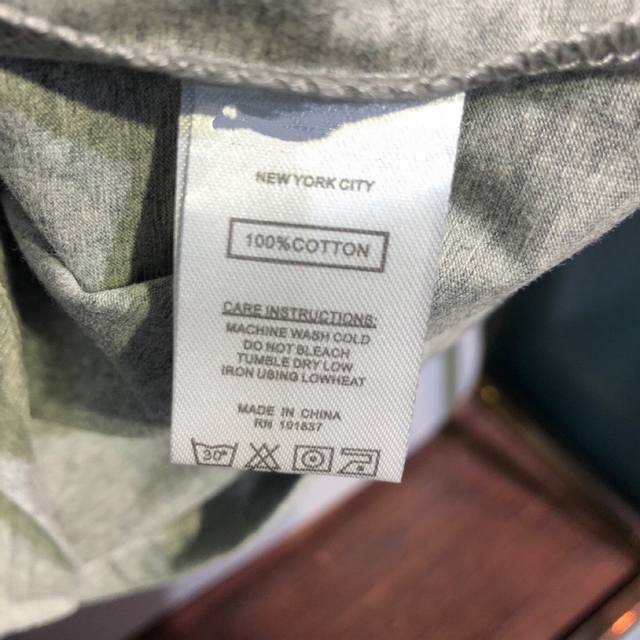 NEW YORK CITY
100%COTTON
CARE INSTRUCTIONS:
MACHINE WASH COLD
DO NOT BLEACH
TUMBLE DRY LOW
IRON USING LOWHEAT
MADE IN CHINA
RN 101837
30°